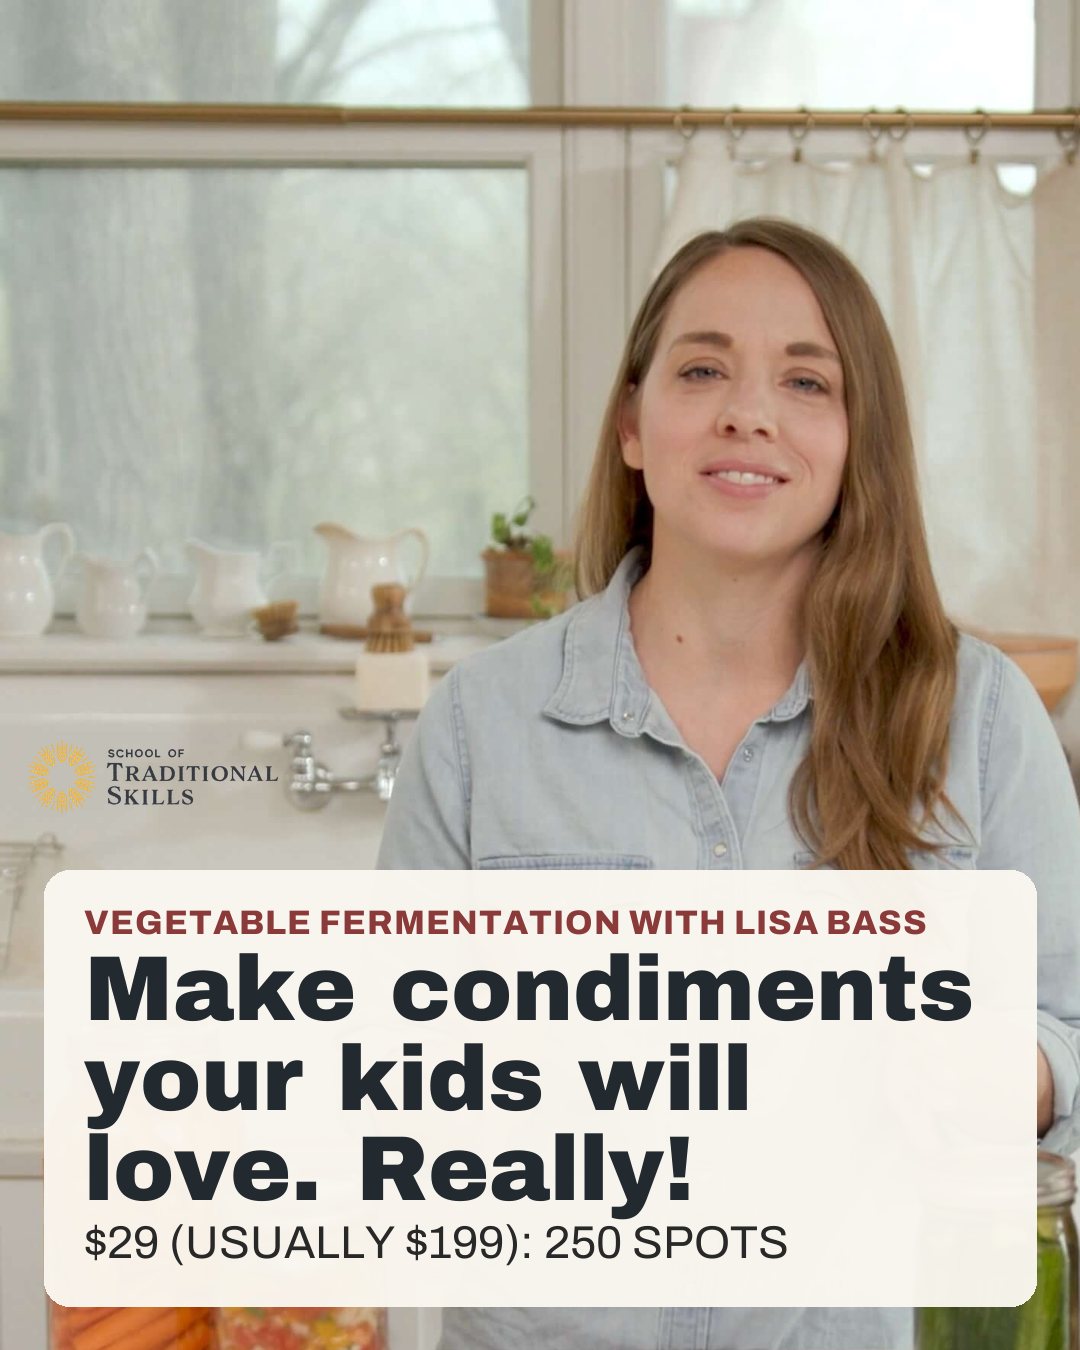 SCHOOL OF
TRADITIONAL
SKILLS
VEGETABLE FERMENTATION WITH LISA BASS
Make condiments
your kids will
love. Really!
$29 (USUALLY $199): 250 SPOTS